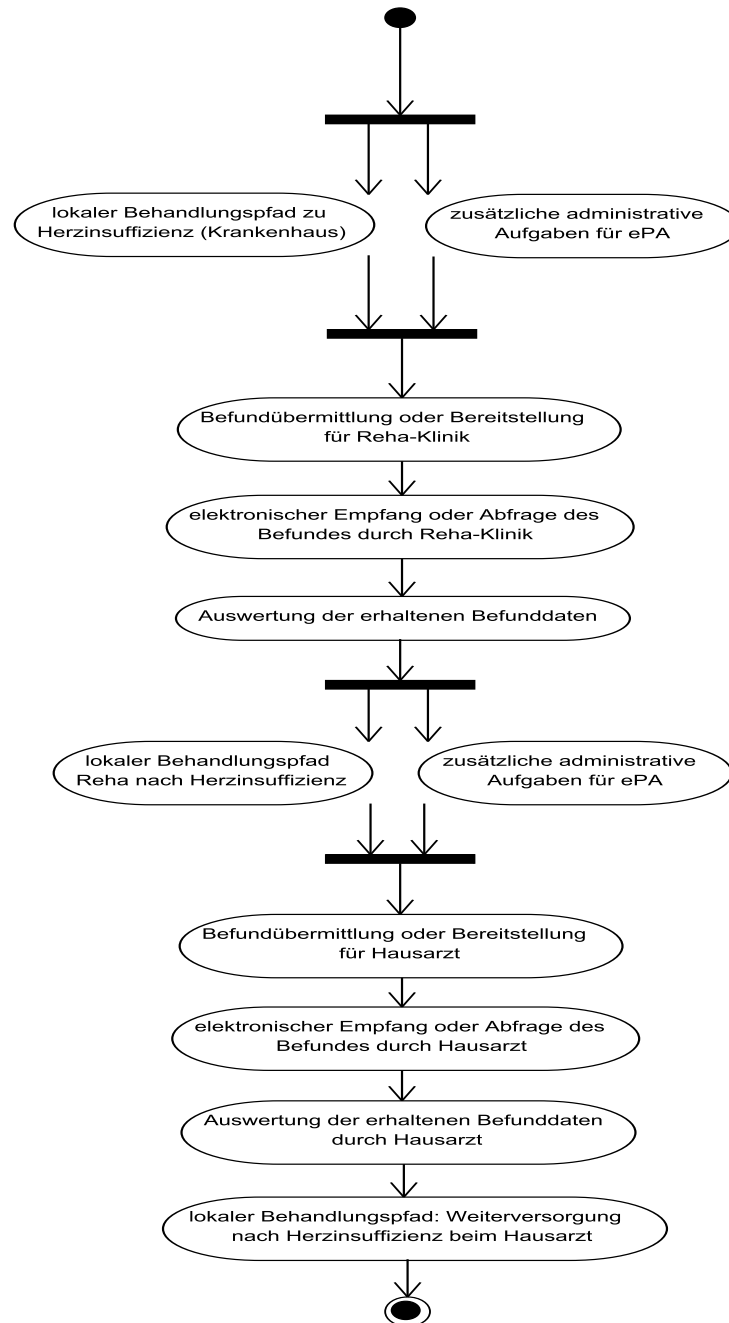 lokaler Behandlungspfad zu
Herzinsuffizienz (Krankenhaus)
zusätzliche administrative
Aufgaben für ePA
Befundübermittlung oder Bereitstellung
für Reha-Klinik
elektronischer Empfang oder Abfrage des
Befundes durch Reha-Klinik
Auswertung der erhaltenen Befunddaten
lokaler Behandlungspfad
Reha nach Herzinsuffizienz
zusätzliche administrative
Aufgaben für ePA
Befundübermittlung oder Bereitstellung
für Hausarzt
elektronischer Empfang oder Abfrage des
Befundes durch Hausarzt
Auswertung der erhaltenen Befunddaten
durch Hausarzt
lokaler Behandlungspfad: Weiterversorgung
nach Herzinsuffizienz beim Hausarzt